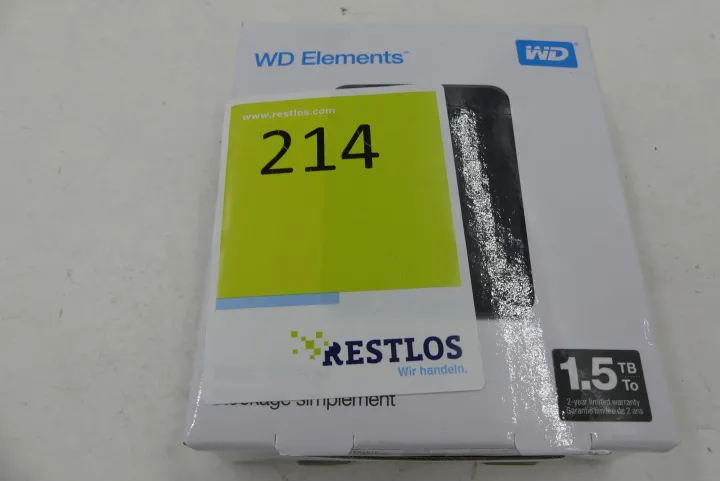 WD Elements™
WD
www.restlos.com
214
RESTLOS
Wir handeln.
simplement
1.5 TB
To
2-year limited warranty
Garantie limitée de 2 ans